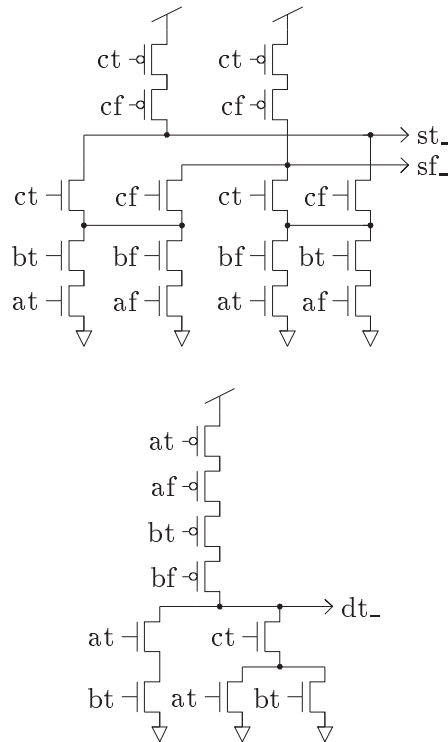 ct ct
cf cf
st_
sf_
ct cf ct cf
bt bf bf bt
at af at af
at
af
bt
bf
dt_
at ct
bt at bt